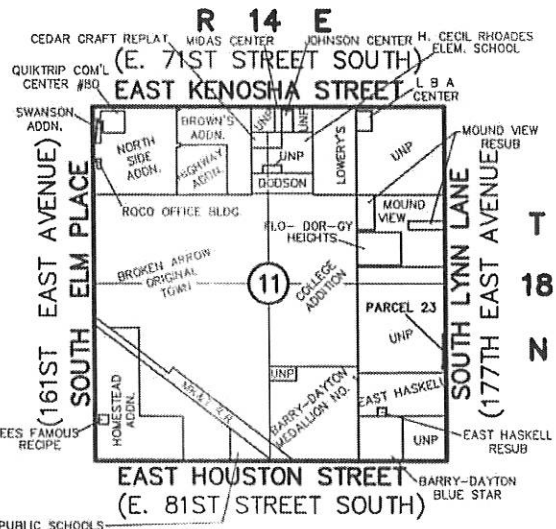 R 14 E
CEDAR CRAFT REPLAT
MIDAS CENTER
JOHNSON CENTER
H. CECIL RHOADES
ELEM. SCHOOL
(E. 71ST STREET SOUTH)
EAST KENOSHA STREET
QUIKTRIP COM'L
CENTER #80
SWANSON
ADDN.
L B A
CENTER
NORTH
SIDE
ADDN.
BROWN'S
ADDN.
HIGHWAY
ADDN.
UNP
UNP
UNP
DODSON
LOWERY'S
UNP
MOUND VIEW
RESUB
MOUND
VIEW
ROCO OFFICE BLDG.
FLO- DOR-GY
HEIGHTS
(161ST EAST AVENUE)
SOUTH ELM PLACE
BROKEN ARROW
ORIGINAL
TOWN
11
COLLEGE
ADDITION
PARCEL 23
UNP
SOUTH LYNN LANE
(177TH EAST AVENUE)
T
18
N
M.K.&T. R.R.
UNP
HOMESTEAD
ADDN.
BARRY-DAYTON
MEDALLION NO. 1
EAST HASKELL
UNP
EES FAMOUS
RECIPE
EAST HASKELL
RESUB
EAST HOUSTON STREET
(E. 81ST STREET SOUTH)
BARRY-DAYTON
BLUE STAR
PUBLIC SCHOOLS